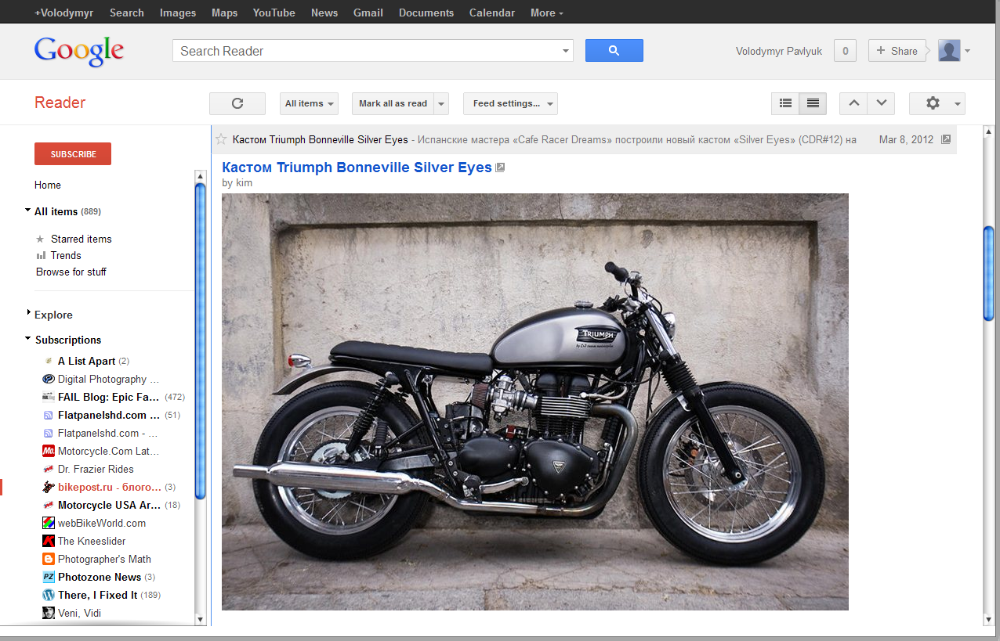 +Volodymyr Search Images Maps YouTube News Gmail Documents Calendar More
Google
Search Reader
Volodymyr Pavlyuk 0 + Share
Reader
All items Mark all as read Feed settings...
SUBSCRIBE
Home
All items (889)
Starred items
Trends
Browse for stuff
Explore
Subscriptions
A List Apart (2)
Digital Photography ...
FAIL Blog: Epic Fa... (472)
Flatpanelshd.com ... (51)
Flatpanelshd.com - ...
Motorcycle.Com Lat...
Dr. Frazier Rides
bikepost.ru - блого... (3)
Motorcycle USA Ar... (18)
webBikeWorld.com
The Kneeslider
Photographer's Math
PZ Photozone News (3)
There, I Fixed It (189)
Veni, Vidi
Кастом Triumph Bonneville Silver Eyes - Испанские мастера «Cafe Racer Dreams» построили новый кастом «Silver Eyes» (CDR#12) на Mar 8, 2012
Кастом Triumph Bonneville Silver Eyes
by kim
TRIUMPH